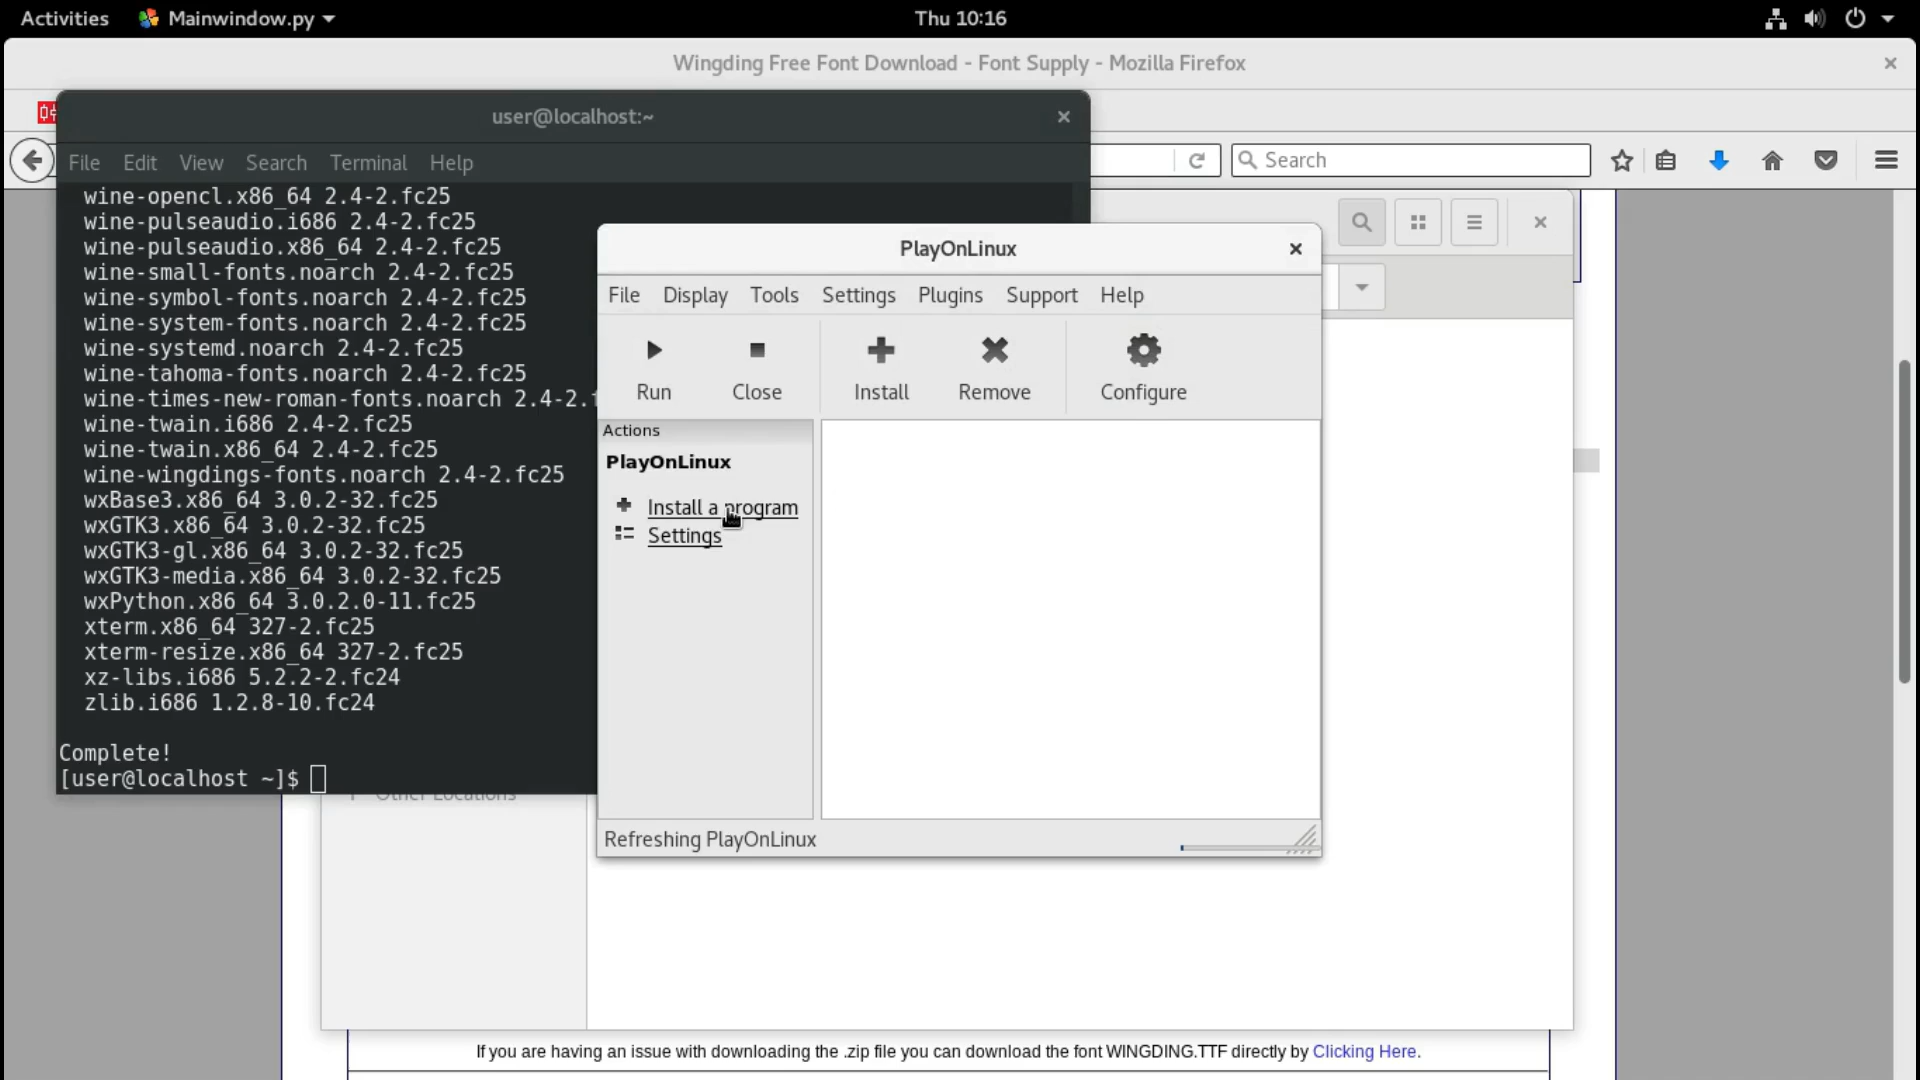 Activities Mainwindow.py Thu 10:16
Wingding Free Font Download - Font Supply - Mozilla Firefox
user@localhost:~
File Edit View Search Terminal Help
Search
wine-opencl.x86_64 2.4-2.fc25
wine-pulseaudio.i686 2.4-2.fc25
wine-pulseaudio.x86_64 2.4-2.fc25
wine-small-fonts.noarch 2.4-2.fc25
wine-symbol-fonts.noarch 2.4-2.fc25
wine-system-fonts.noarch 2.4-2.fc25
wine-systemd.noarch 2.4-2.fc25
wine-tahoma-fonts.noarch 2.4-2.fc25
wine-times-new-roman-fonts.noarch 2.4-2.f
wine-twain.i686 2.4-2.fc25
wine-twain.x86_64 2.4-2.fc25
wine-wingdings-fonts.noarch 2.4-2.fc25
wxBase3.x86_64 3.0.2-32.fc25
wxGTK3.x86_64 3.0.2-32.fc25
wxGTK3-gl.x86_64 3.0.2-32.fc25
wxGTK3-media.x86_64 3.0.2-32.fc25
wxPython.x86_64 3.0.2.0-11.fc25
xterm.x86_64 327-2.fc25
xterm-resize.x86_64 327-2.fc25
xz-libs.i686 5.2.2-2.fc24
zlib.i686 1.2.8-10.fc24
Complete!
[user@localhost ~]$
PlayOnLinux
File Display Tools Settings Plugins Support Help
Run Close Install Remove Configure
Actions
PlayOnLinux
Install a program
Settings
Refreshing PlayOnLinux
Other Locations
If you are having an issue with downloading the .zip file you can download the font WINGDING.TTF directly by Clicking Here.